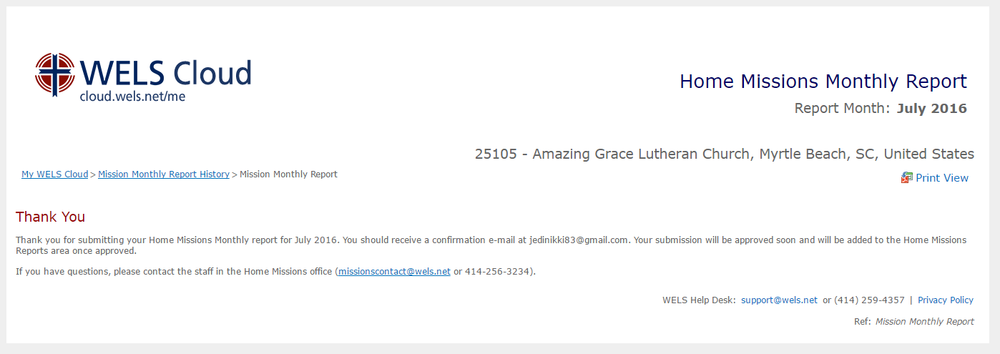 WELS Cloud
cloud.wels.net/me
Home Missions Monthly Report
Report Month: July 2016
25105 - Amazing Grace Lutheran Church, Myrtle Beach, SC, United States
My WELS Cloud > Mission Monthly Report History > Mission Monthly Report
Print View
Thank You
Thank you for submitting your Home Missions Monthly report for July 2016. You should receive a confirmation e-mail at jedinikki83@gmail.com. Your submission will be approved soon and will be added to the Home Missions
Reports area once approved.
If you have questions, please contact the staff in the Home Missions office (missionscontact@wels.net or 414-256-3234).
WELS Help Desk: support@wels.net or (414) 259-4357 | Privacy Policy
Ref: Mission Monthly Report